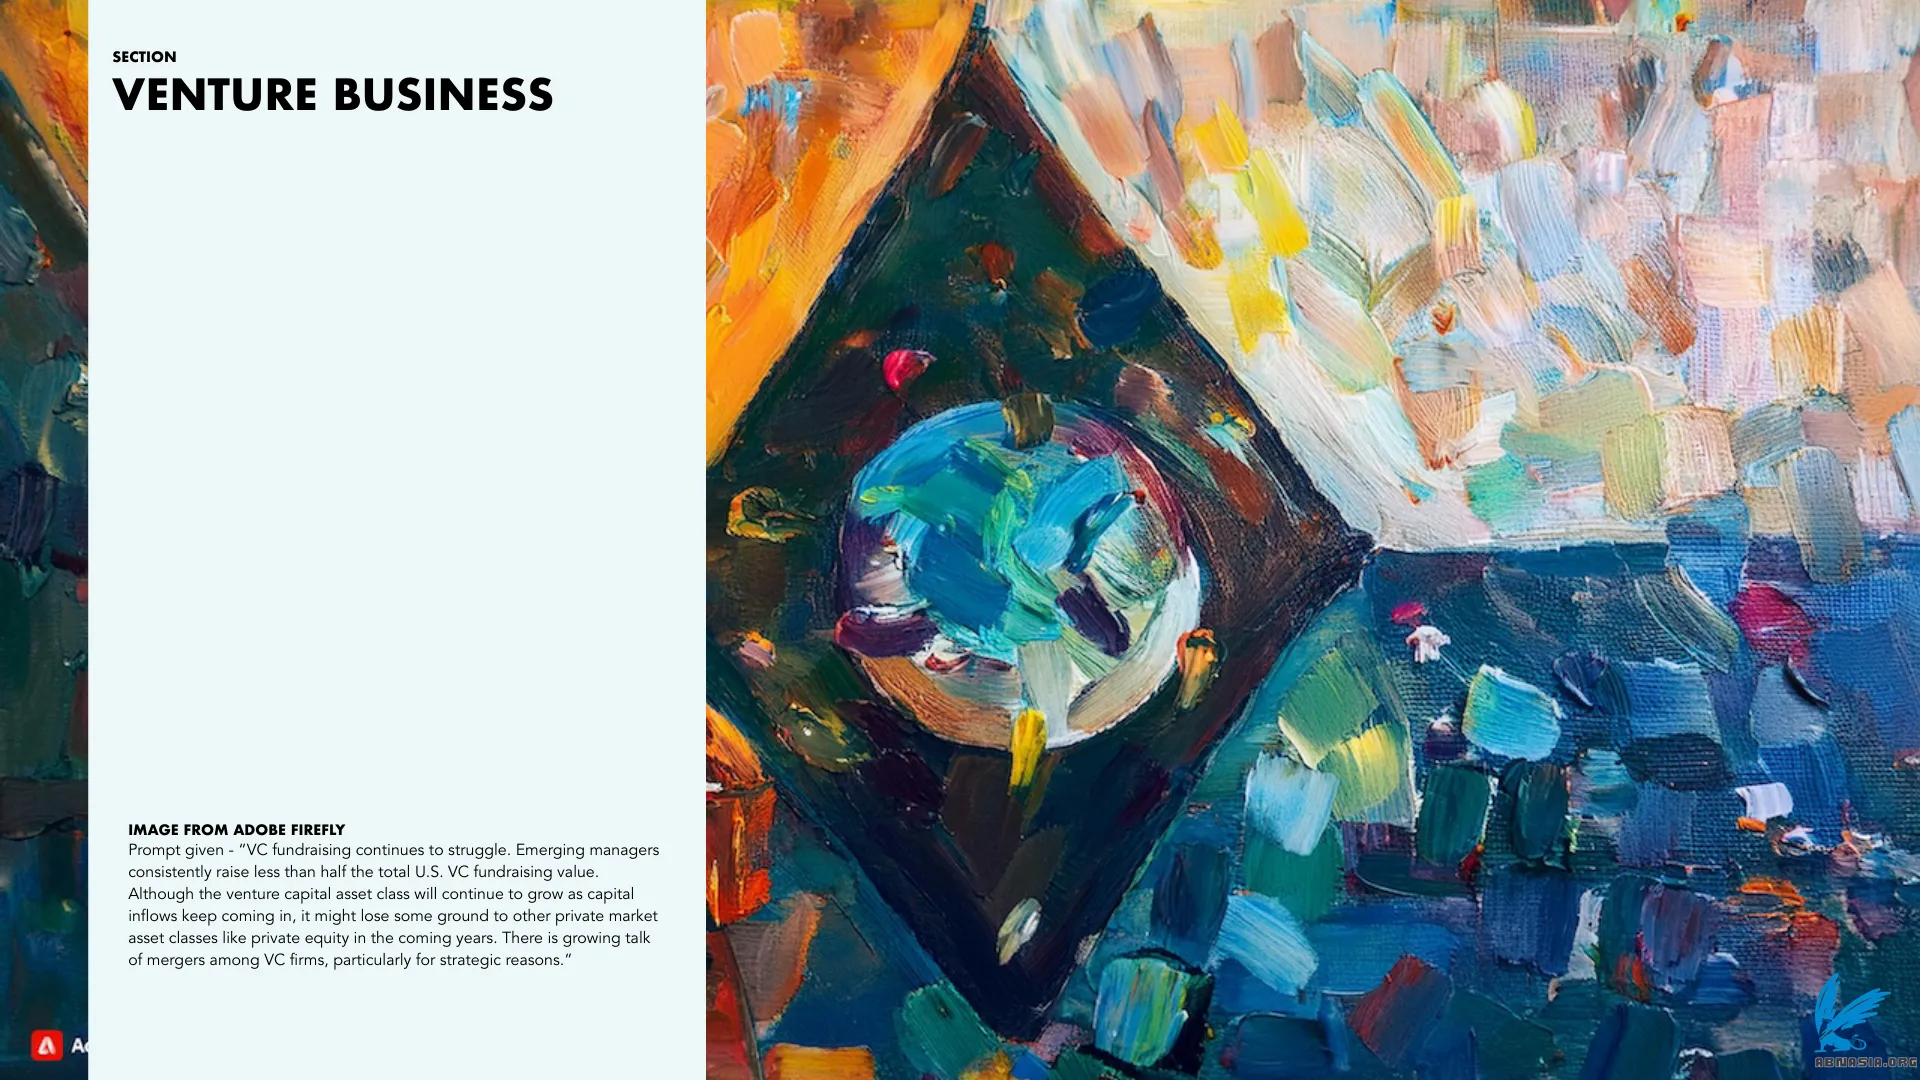 SECTION
VENTURE BUSINESS
IMAGE FROM ADOBE FIREFLY
Prompt given - “VC fundraising continues to struggle. Emerging managers
consistently raise less than half the total U.S. VC fundraising value.
Although the venture capital asset class will continue to grow as capital
inflows keep coming in, it might lose some ground to other private market
asset classes like private equity in the coming years. There is growing talk
of mergers among VC firms, particularly for strategic reasons.”
ABNASIA.ORG